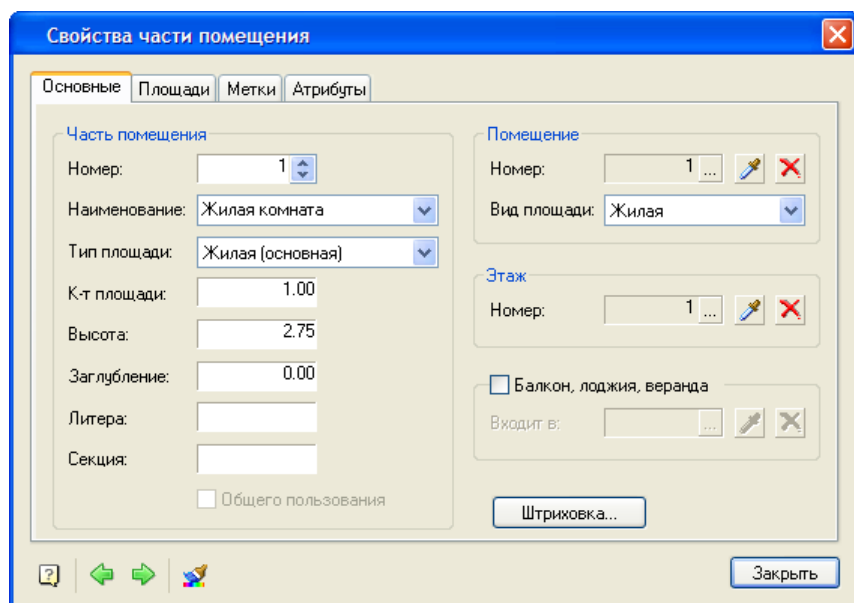 Свойства части помещения
Основные Площади Метки Атрибуты
Часть помещения
Номер: 1
Наименование: Жилая комната
Тип площади: Жилая (основная)
К-т площади: 1.00
Высота: 2.75
Заглубление: 0.00
Литера:
Секция:
Общего пользования
Помещение
Номер: 1 ...
Вид площади: Жилая
Этаж
Номер: 1 ...
Балкон, лоджия, веранда
Входит в: ...
Штриховка...
? Закрыть